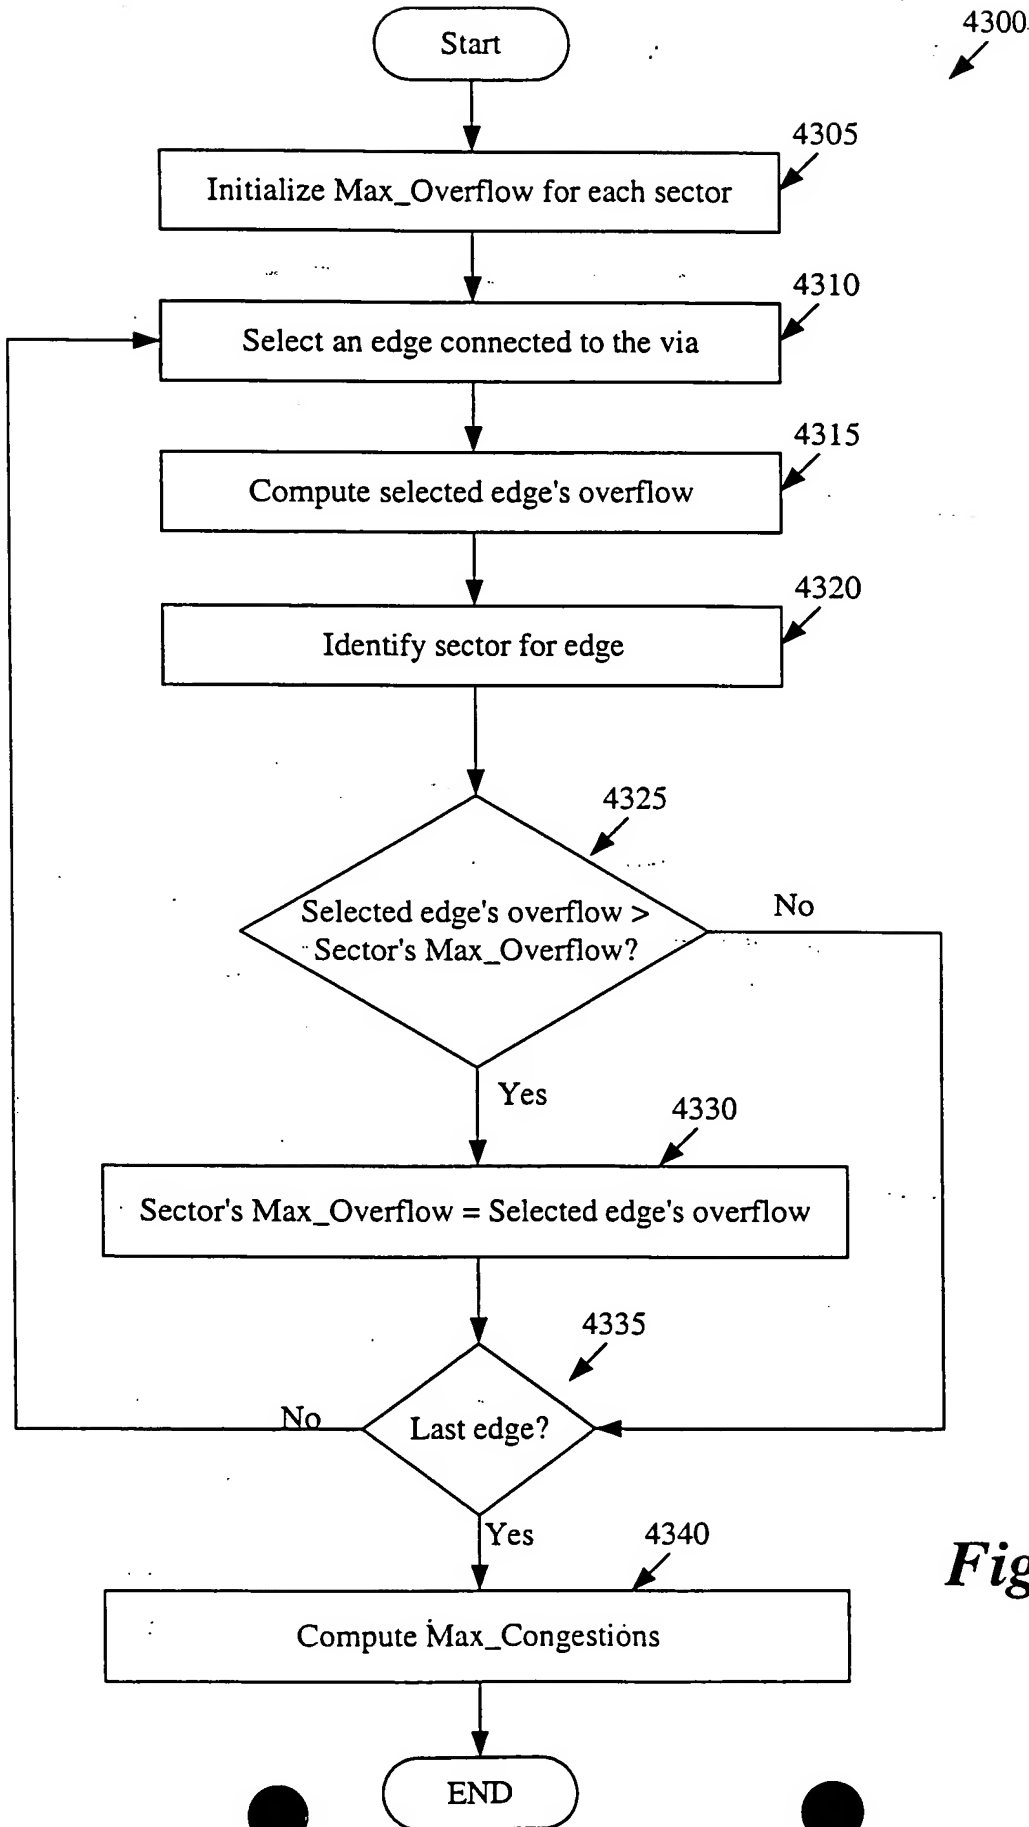 Start
4300
4305
Initialize Max_Overflow for each sector
4310
Select an edge connected to the via
4315
Compute selected edge's overflow
4320
Identify sector for edge
4325
Selected edge's overflow >
Sector's Max_Overflow?
No
Yes
4330
Sector's Max_Overflow = Selected edge's overflow
4335
No
Last edge?
Yes
4340
Fig
Compute Max_Congestions
END